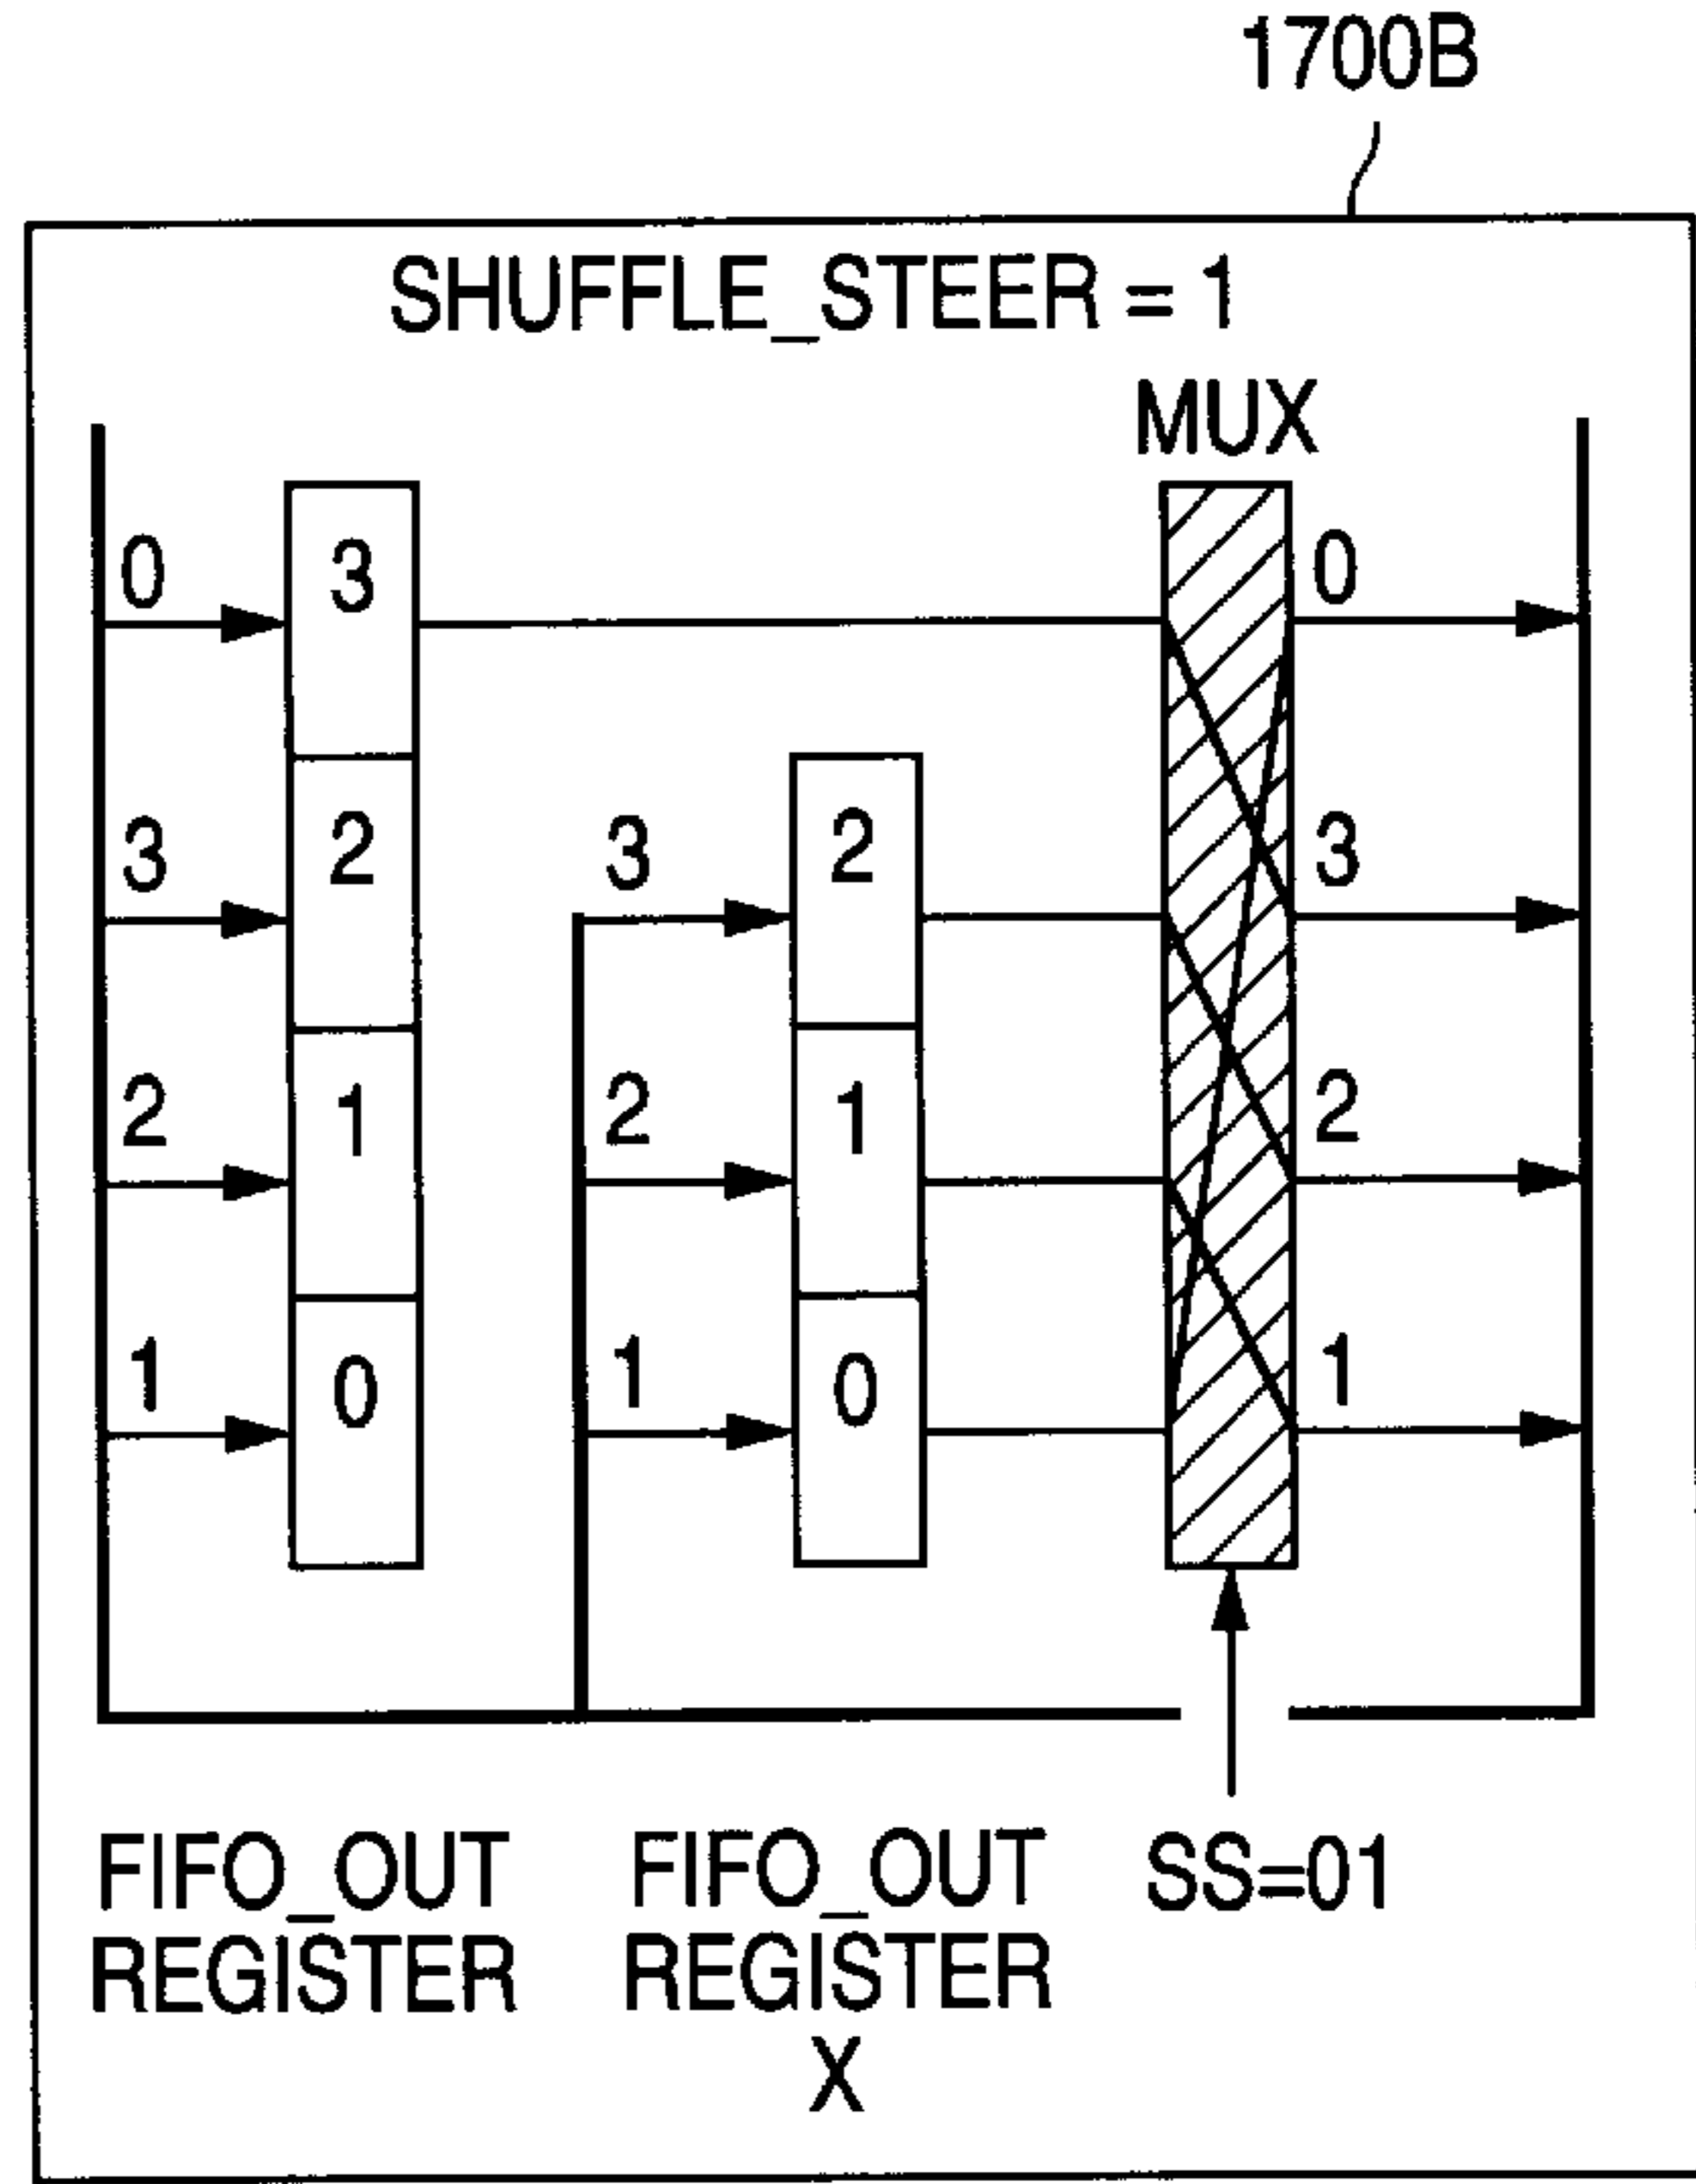 1700B
SHUFFLE_STEER = 1
MUX
0 3 0
3 2 3 2 3
2 1 2 1 2
1 0 1 0 1
FIFO_OUT REGISTER
FIFO_OUT REGISTER X
SS=01